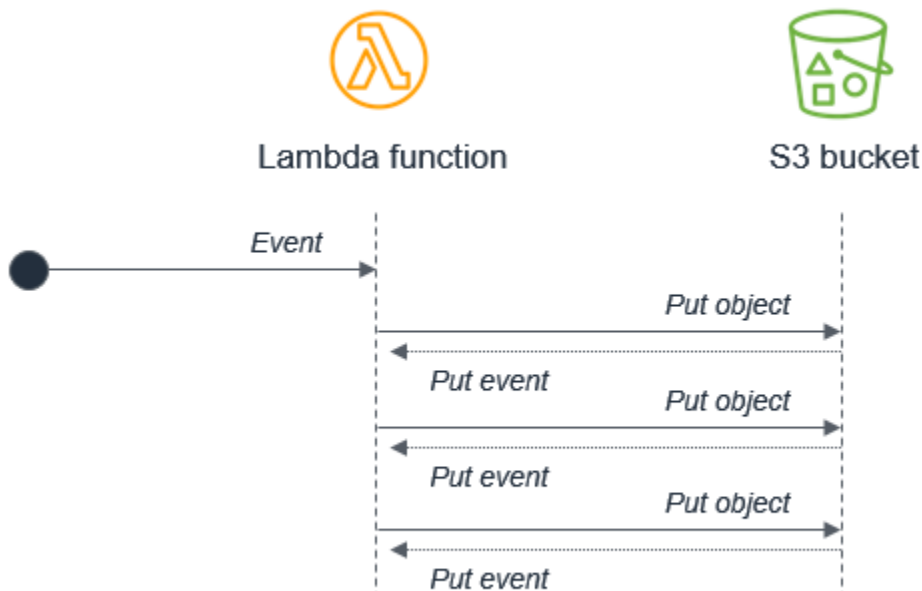 Lambda function
S3 bucket
Event
Put object
Put event
Put object
Put event
Put object
Put event